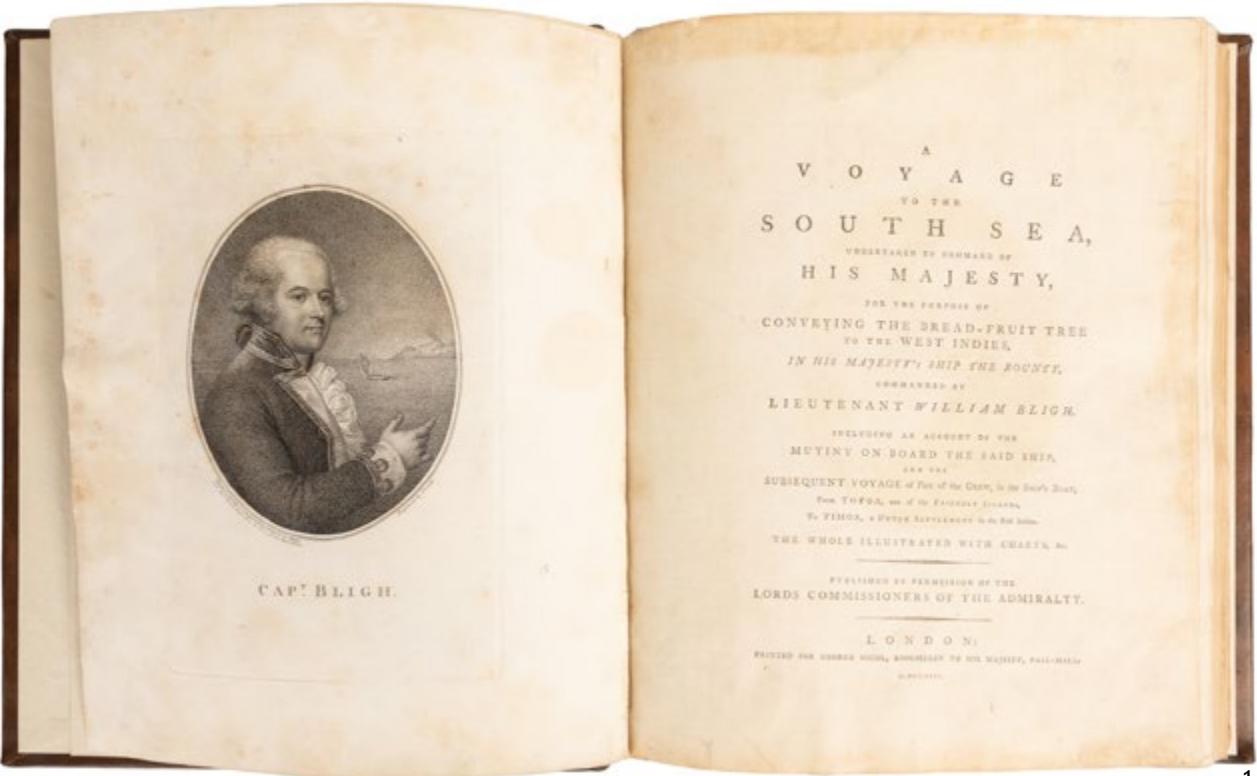 CAPT. BLIGH.
A
VOYAGE
TO THE
SOUTH SEA,
UNDERTAKEN BY COMMAND OF
HIS MAJESTY,
FOR THE PURPOSE OF
CONVEYING THE BREAD-FRUIT TREE
TO THE WEST INDIES,
IN HIS MAJESTY's SHIP THE BOUNTY,
COMMANDED BY
LIEUTENANT WILLIAM BLIGH.
INCLUDING AN ACCOUNT OF THE
MUTINY ON BOARD THE SAID SHIP,
AND THE
SUBSEQUENT VOYAGE of Part of the CREW, in the SHIP's BOAT,
From TOFOA, one of the FRIENDLY ISLANDS,
To TIMOR, a DUTCH SETTLEMENT in the East Indies.
THE WHOLE ILLUSTRATED WITH CHARTS, &c.
PUBLISHED BY PERMISSION OF THE
LORDS COMMISSIONERS OF THE ADMIRALTY.
LONDON:
PRINTED FOR GEORGE NICOL, BOOKSELLER TO HIS MAJESTY, PALL-MALL.
1